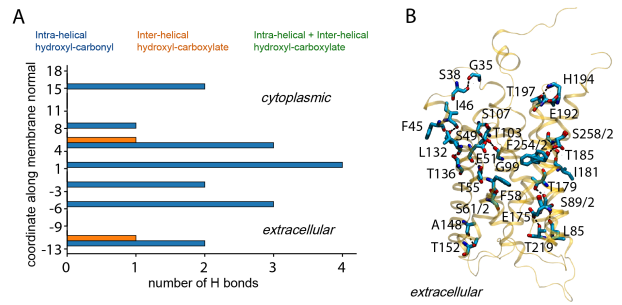 A
Intra-helical
hydroxyl-carbonyl
Inter-helical
hydroxyl-carboxylate
Intra-helical + Inter-helical
hydroxyl-carboxylate
coordinate along membrane normal
18
15
11
8
4
1
-3
-6
-9
-13
cytoplasmic
extracellular
0
1
2
3
4
number of H bonds
B
G35
S38
H194
T197
E192
I46
S107
F45
S49
T103
S258/2
F254/2
L132
E51
G99
T185
T136
I181
T55
F58
T179
S61/2
S89/2
E175
A148
L85
T152
T219
extracellular